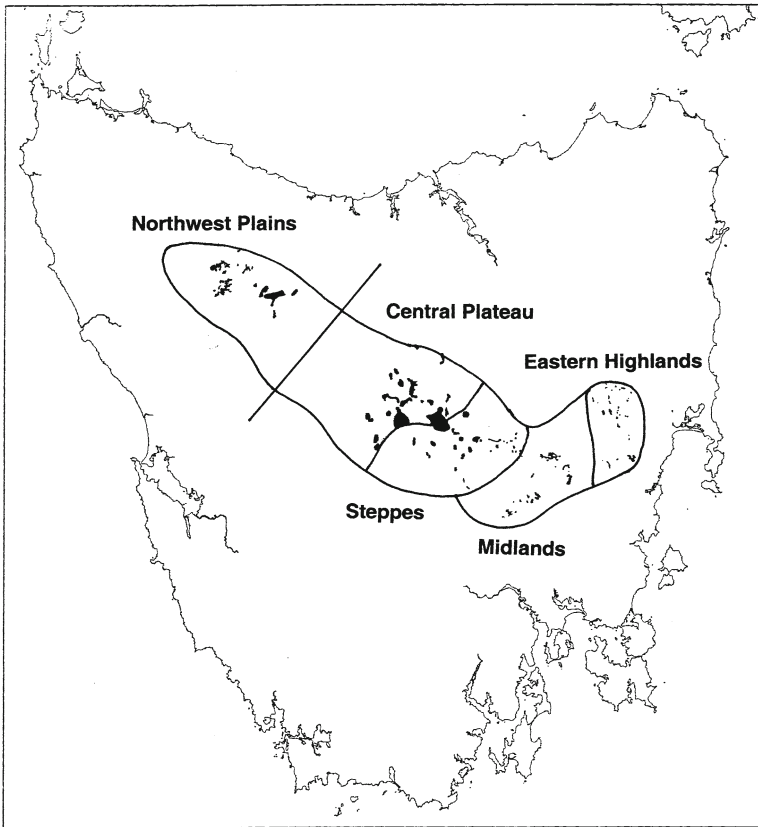 Northwest Plains
Central Plateau
Eastern Highlands
Steppes
Midlands